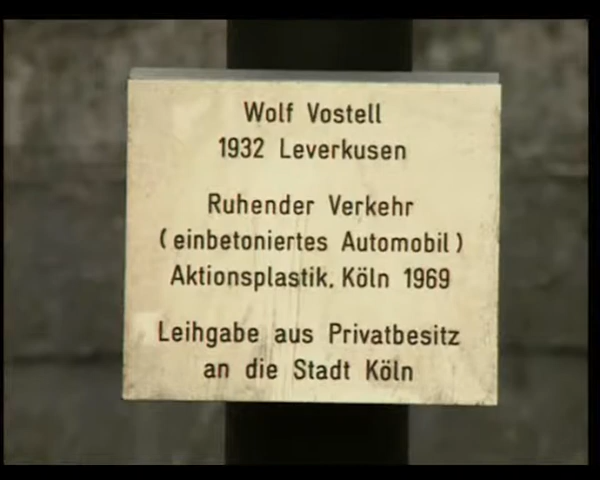 Wolf Vostell
1932 Leverkusen
Ruhender Verkehr
(einbetoniertes Automobil)
Aktionsplastik, Köln 1969
Leihgabe aus Privatbesitz
an die Stadt Köln